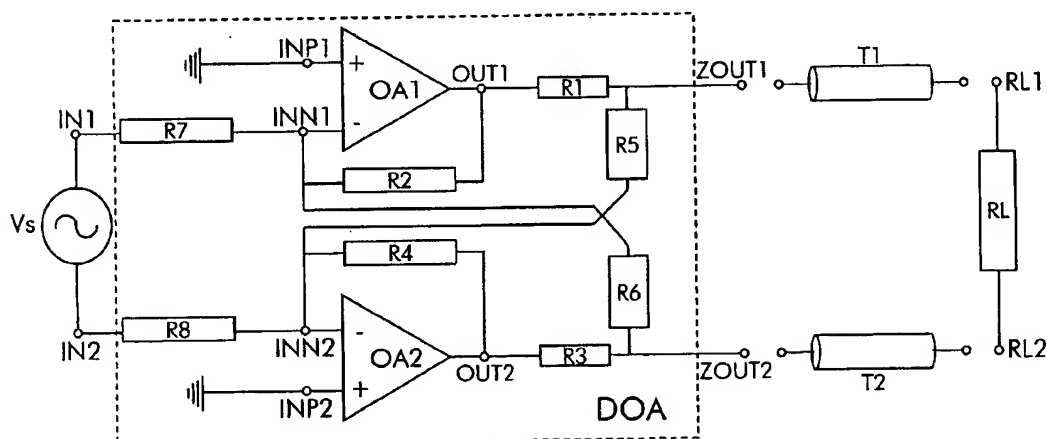 INP1
OUT1
ZOUT1
T1
RL1
+
OA1
R1
IN1
R7
INN1
-
R5
R2
Vs
RL
R4
R6
IN2
R8
INN2
-
OA2
OUT2
R3
ZOUT2
T2
RL2
+
INP2
DOA